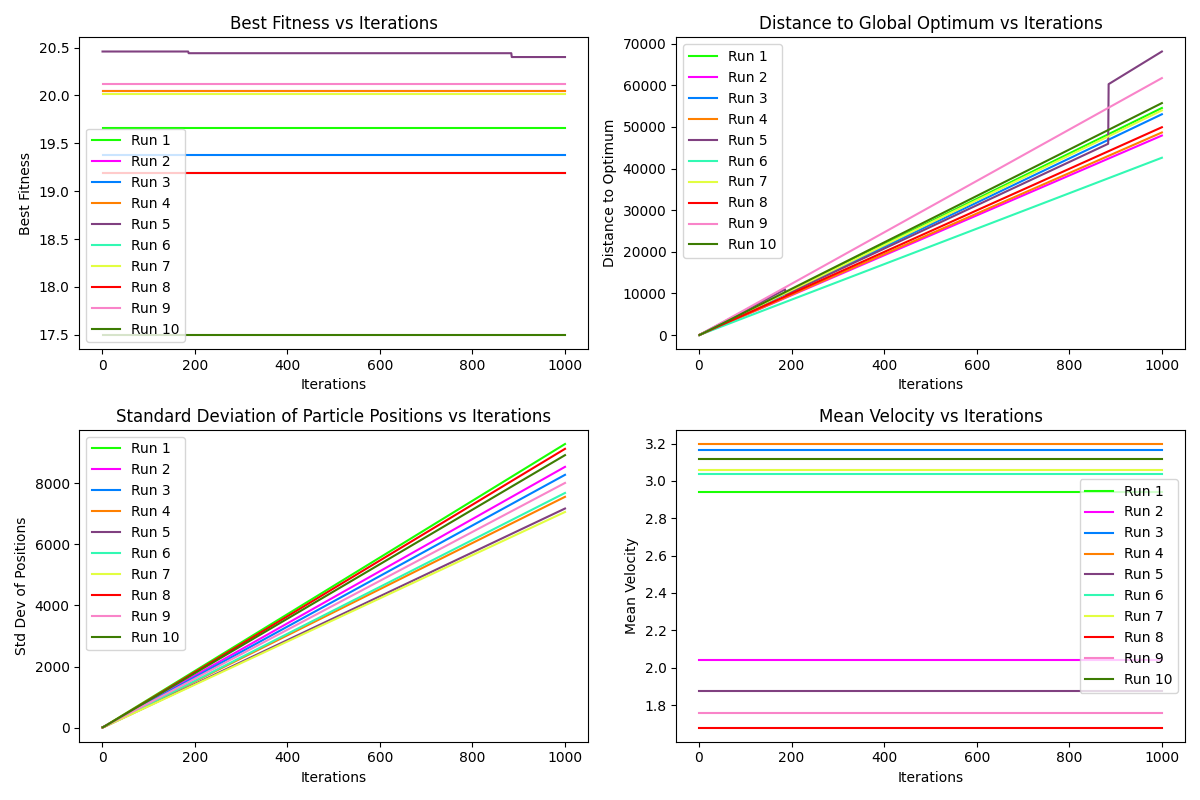 Best Fitness vs Iterations
20.5
20.0
19.5
19.0
18.5
18.0
17.5
Best Fitness
Run 1
Run 2
Run 3
Run 4
Run 5
Run 6
Run 7
Run 8
Run 9
Run 10
0 200 400 600 800 1000
Iterations
Distance to Global Optimum vs Iterations
70000
60000
50000
40000
30000
20000
10000
0
Distance to Optimum
Run 1
Run 2
Run 3
Run 4
Run 5
Run 6
Run 7
Run 8
Run 9
Run 10
0 200 400 600 800 1000
Iterations
Standard Deviation of Particle Positions vs Iterations
8000
6000
4000
2000
0
Std Dev of Positions
Run 1
Run 2
Run 3
Run 4
Run 5
Run 6
Run 7
Run 8
Run 9
Run 10
0 200 400 600 800 1000
Iterations
Mean Velocity vs Iterations
3.2
3.0
2.8
2.6
2.4
2.2
2.0
1.8
Mean Velocity
Run 1
Run 2
Run 3
Run 4
Run 5
Run 6
Run 7
Run 8
Run 9
Run 10
0 200 400 600 800 1000
Iterations